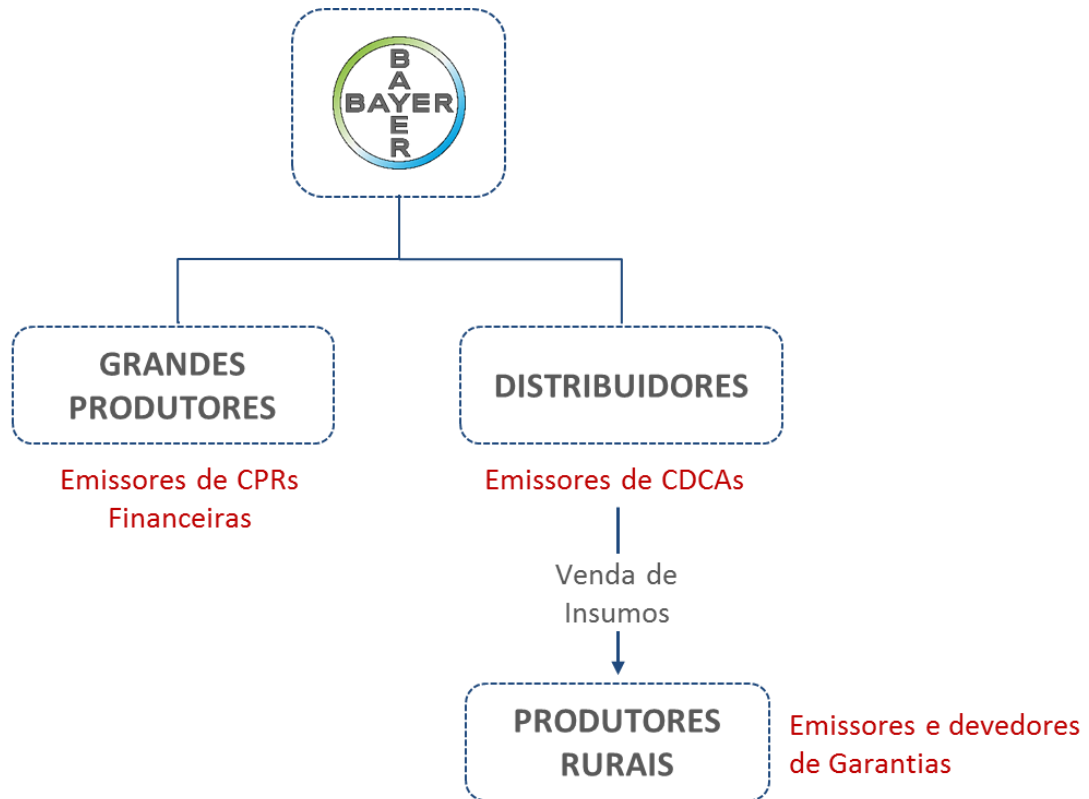 BAYER
BAYER
GRANDES
PRODUTORES
DISTRIBUIDORES
Emissores de CPRs
Financeiras
Emissores de CDCAs
Venda de
Insumos
PRODUTORES
RURAIS
Emissores e devedores
de Garantias